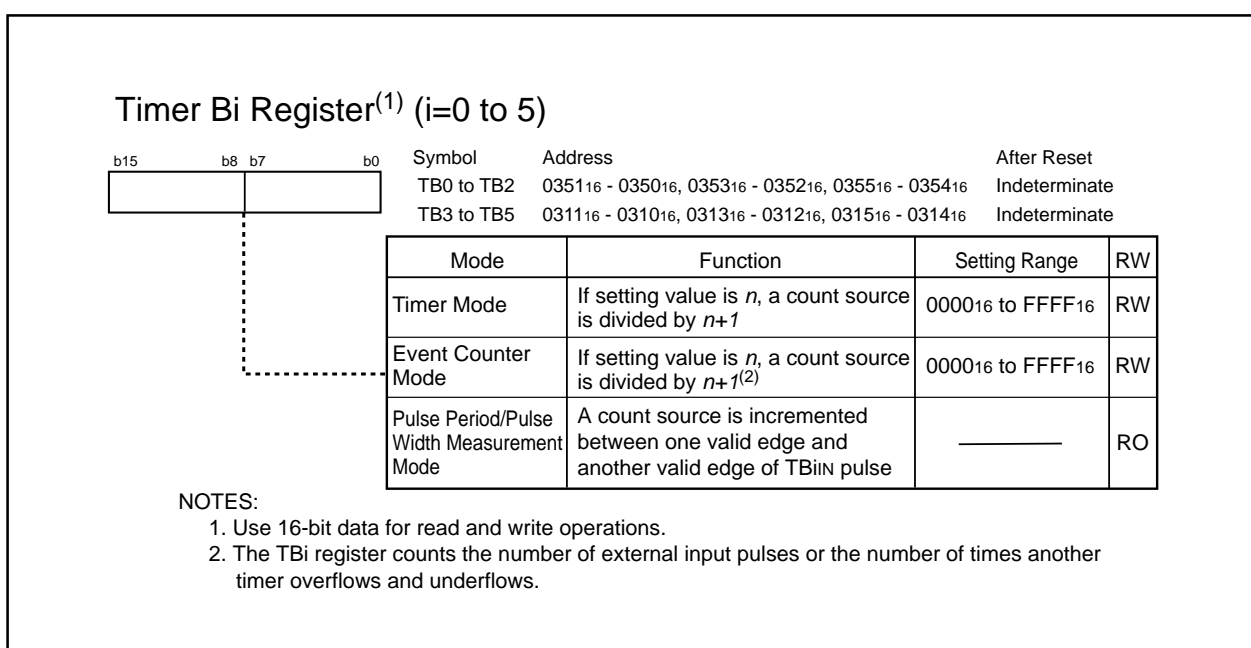 Timer Bi Register(1) (i=0 to 5)
b15 b8 b7 b0
Symbol Address After Reset
TB0 to TB2 035116 - 035016, 035316 - 035216, 035516 - 035416 Indeterminate
TB3 to TB5 031116 - 031016, 031316 - 031216, 031516 - 031416 Indeterminate
Mode Function Setting Range RW
Timer Mode If setting value is n, a count source is divided by n+1 000016 to FFFF16 RW
Event Counter Mode If setting value is n, a count source is divided by n+1(2) 000016 to FFFF16 RW
Pulse Period/Pulse Width Measurement Mode A count source is incremented between one valid edge and another valid edge of TBiIN pulse RO
NOTES:
1. Use 16-bit data for read and write operations.
2. The TBi register counts the number of external input pulses or the number of times another
timer overflows and underflows.